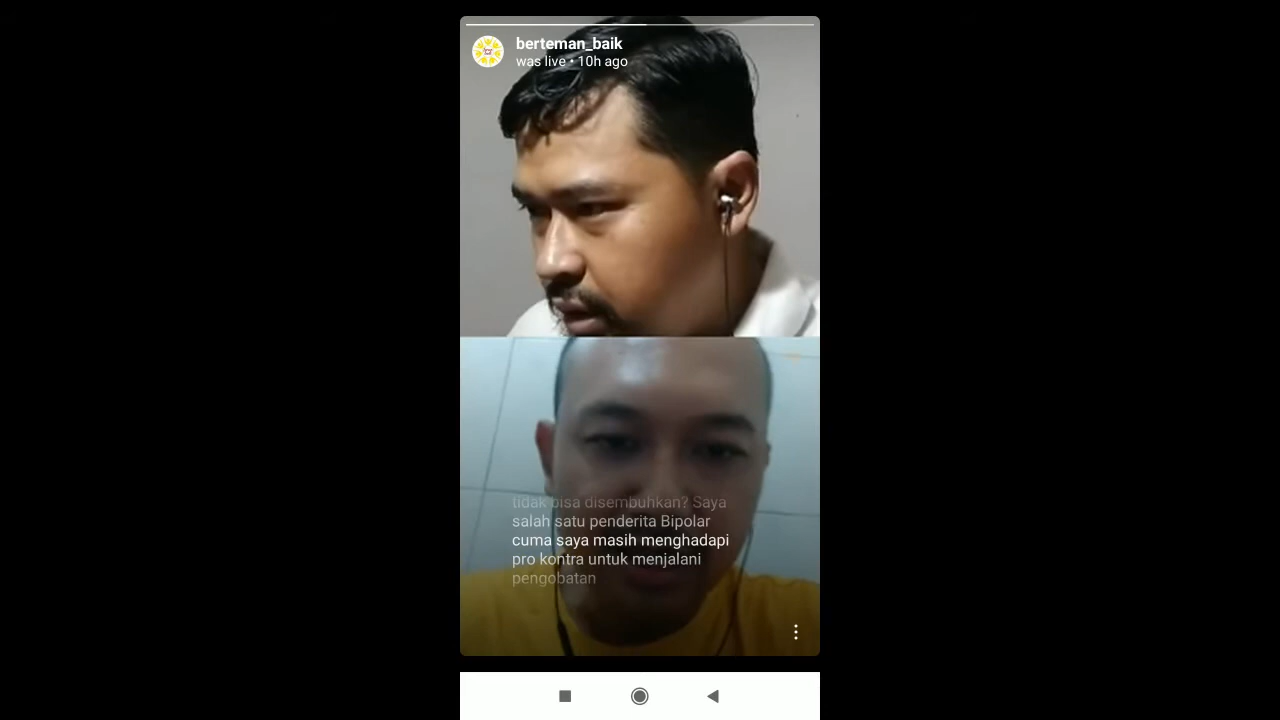 berteman_baik
was live • 10h ago
tidak bisa disembuhkan? Saya
salah satu penderita Bipolar
cuma saya masih menghadapi
pro kontra untuk menjalani
pengobatan